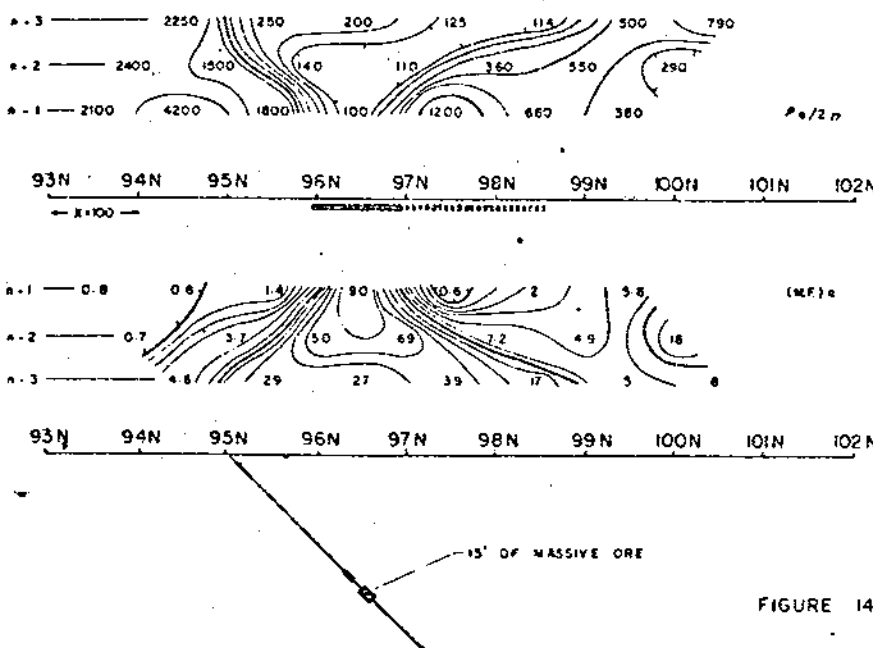 n - 3 2250 250 200 125 114 500 790
n - 2 2400 1500 140 110 360 550 290
n - 1 2100 4200 1800 100 1200 660 380 ρa/2π
93N 94N 95N 96N 97N 98N 99N 100N 101N 102N
← X=100 →
n - 1 0.8 0.6 1.4 90 0.6 2 5.8 (M.F.)a
n - 2 0.7 3.7 50 69 7.2 4.9 18
n - 3 4.6 29 27 39 17 5 8
93N 94N 95N 96N 97N 98N 99N 100N 101N 102N
15' OF MASSIVE ORE
FIGURE 14